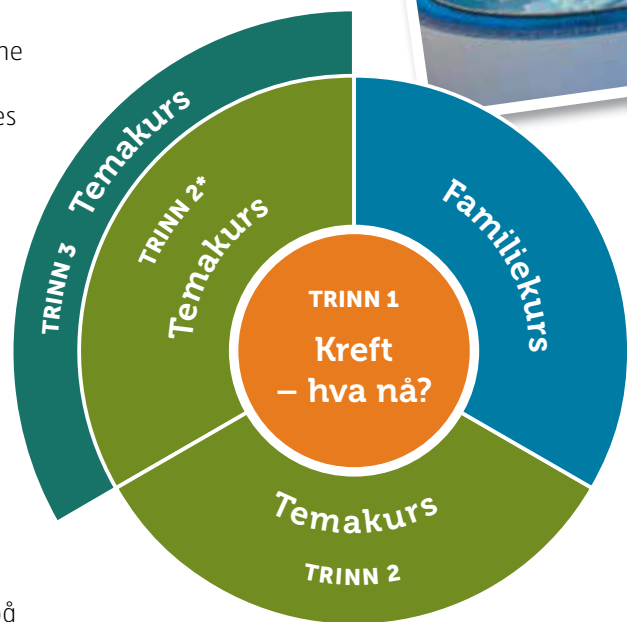 TRINN 3 Temakurs
TRINN 2*
Temakurs
Familiekurs
TRINN 1
Kreft
– hva nå?
Temakurs
TRINN 2